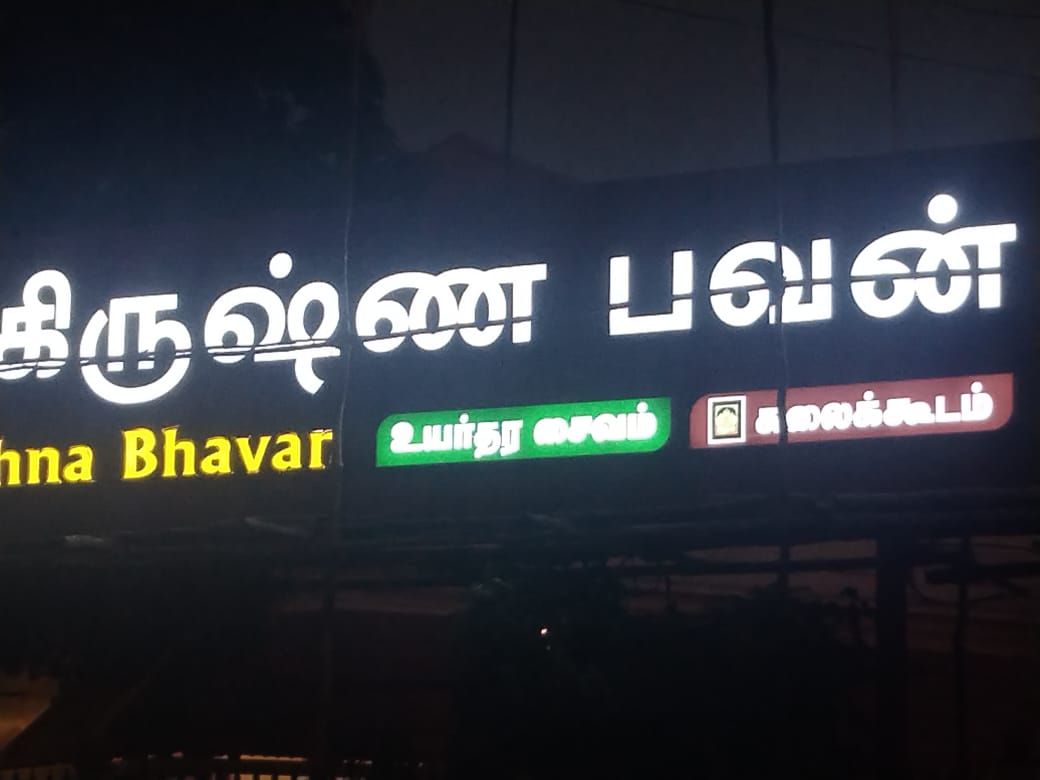 கிருஷ்ண பவன்
hna Bhavan உயர்தர சைவம் கலைக்கூடம்